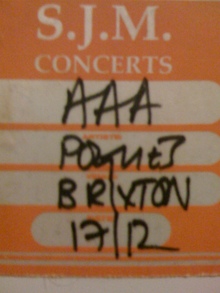 S.J.M.
CONCERTS
AAA
POGUES
BRIXTON
17/12